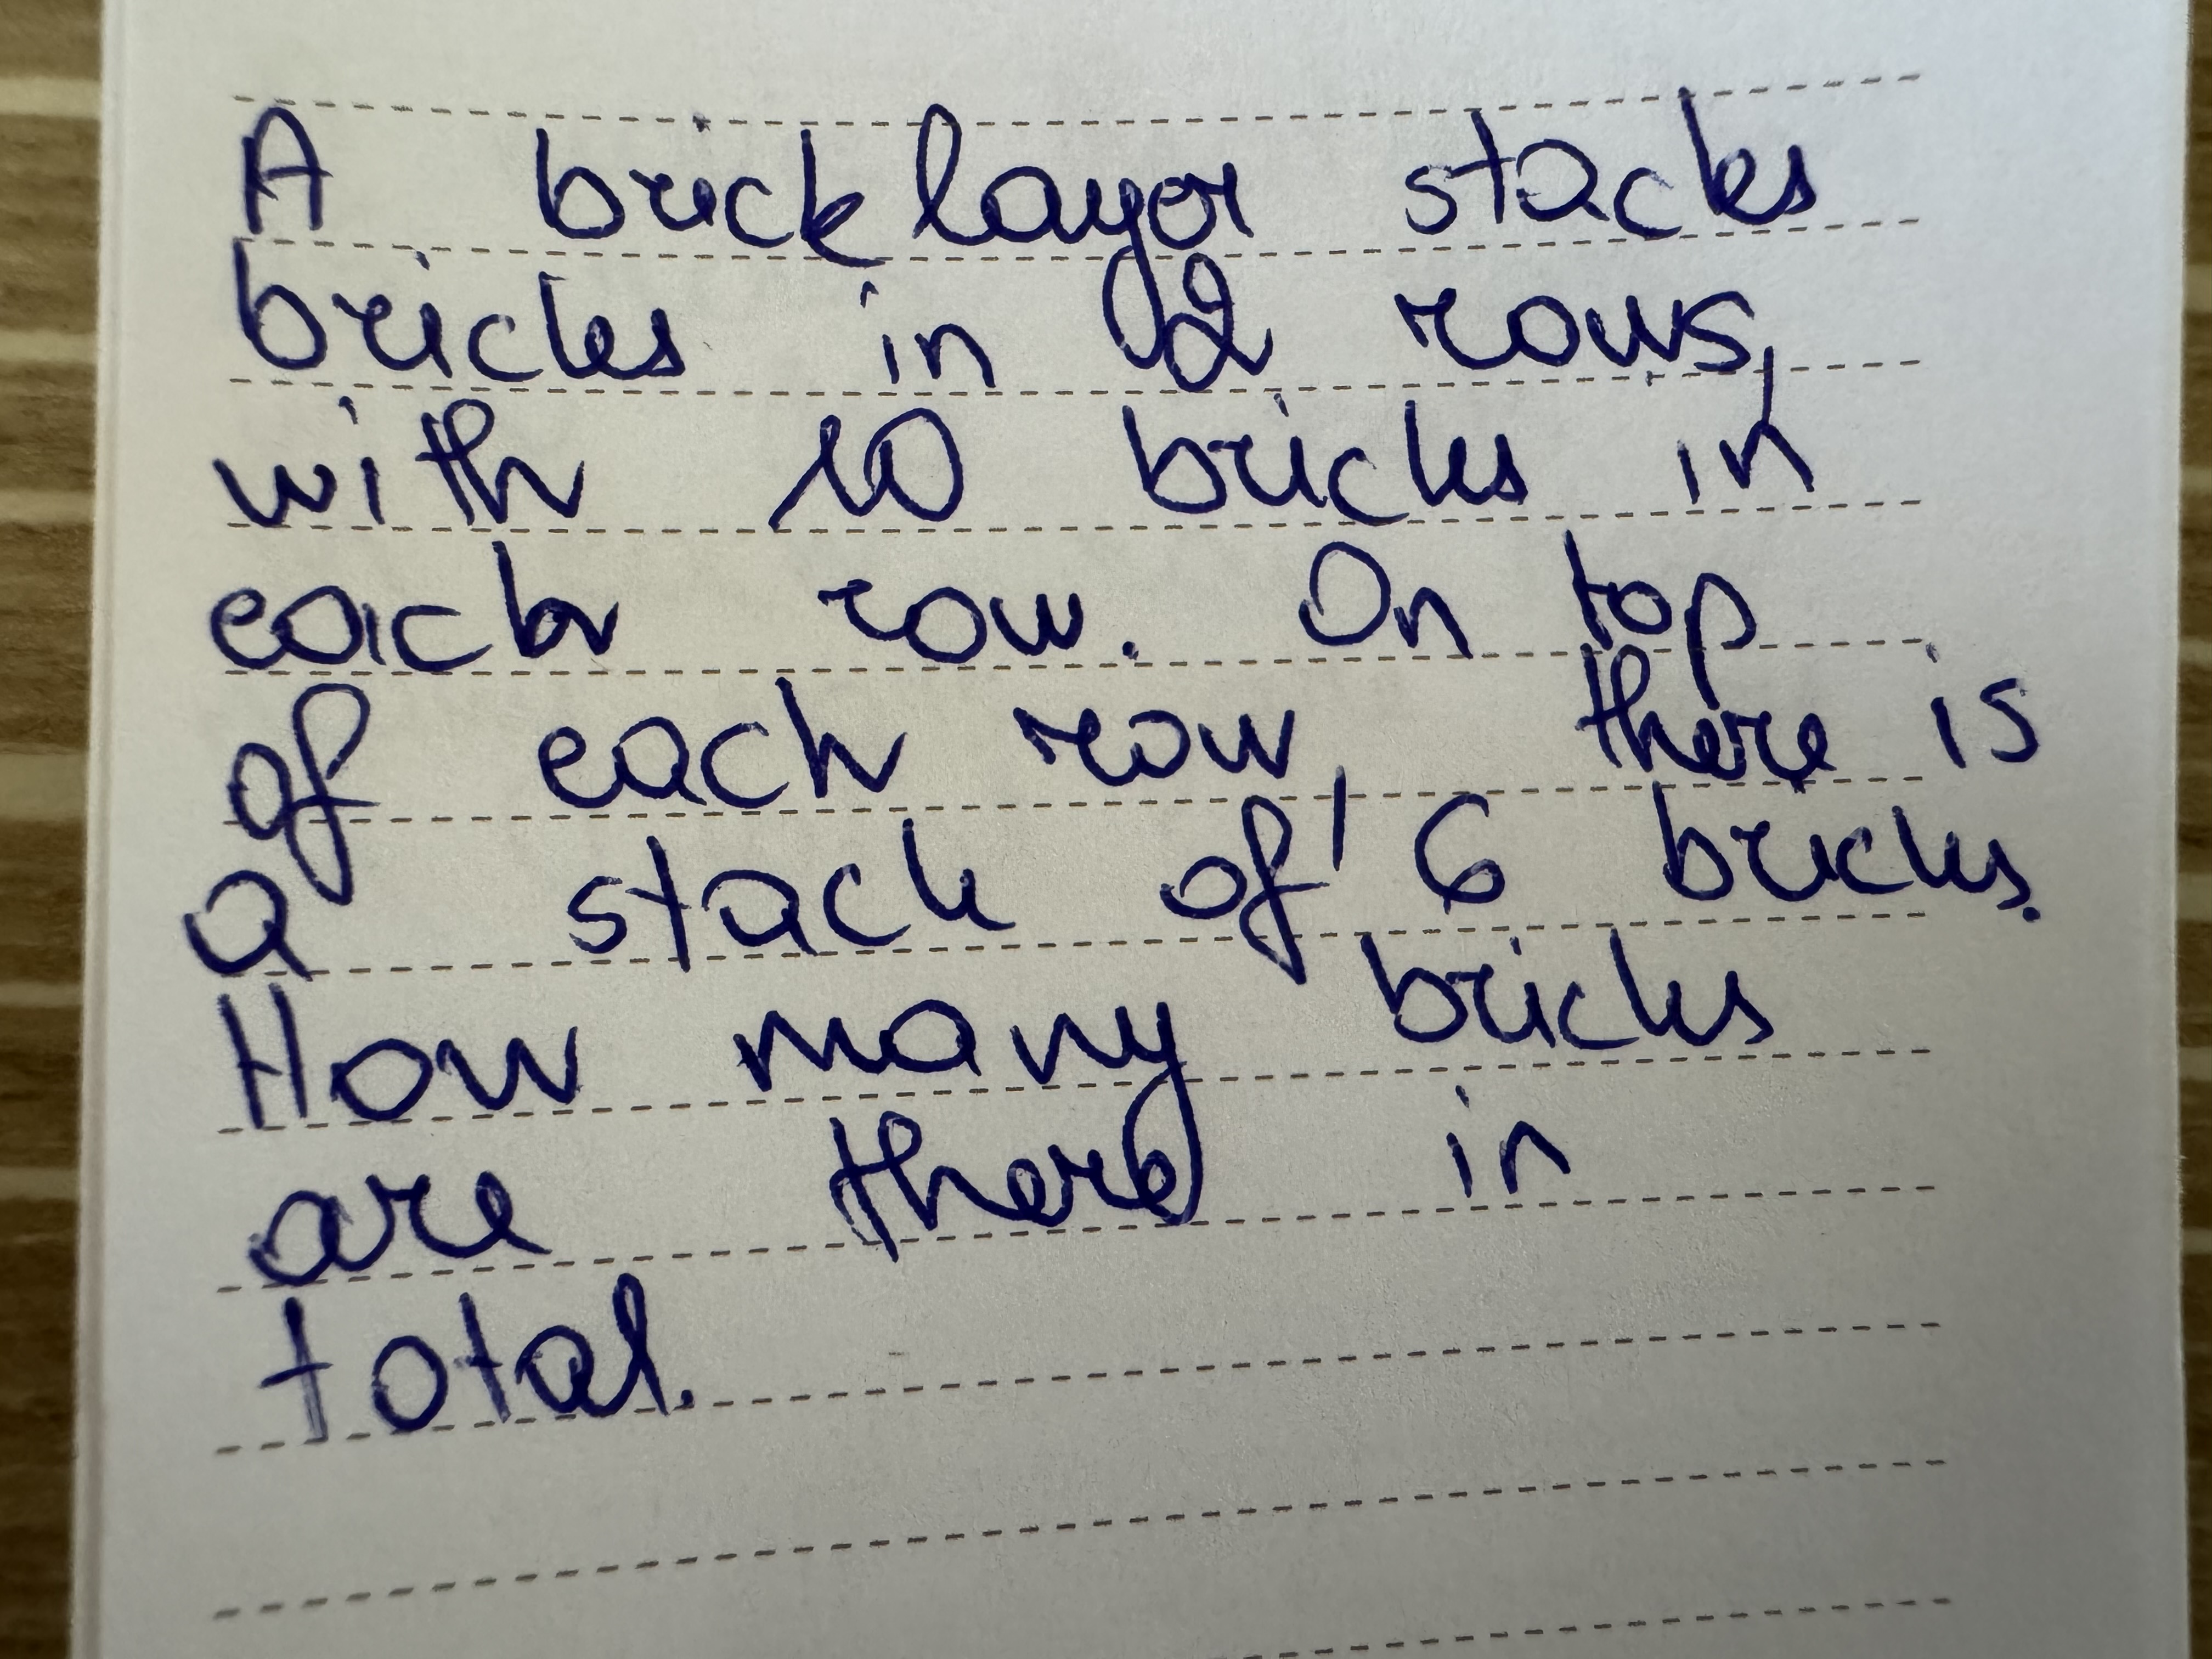 A bricklayer stacks
bricks in 2 rows,
with 10 bricks in
each row. On top
of each row, there is
a stack of 6 bricks.
How many bricks
are there in
total.